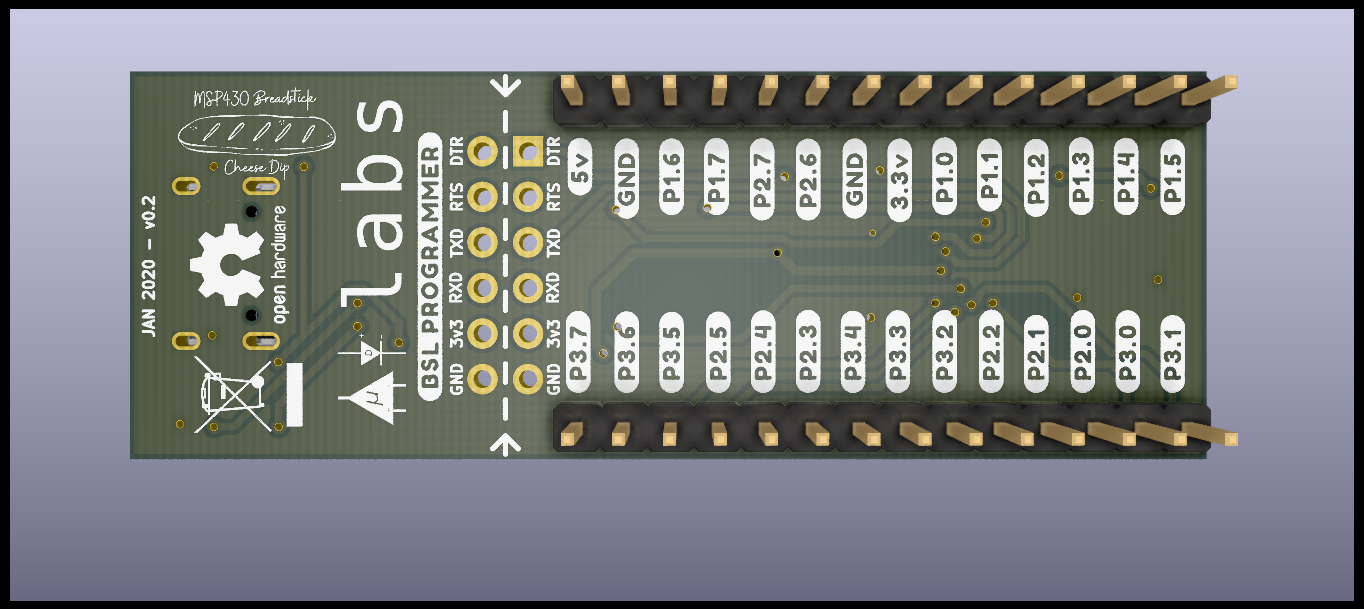 MSP430 Breadstick
Cheese Dip
JAN 2020 - v0.2
open hardware
labs
D
μ
BSL PROGRAMMER
DTR
RTS
TXD
RXD
3v3
GND
DTR
RTS
TXD
RXD
3v3
GND
5v
GND
P1.6
P1.7
P2.7
P2.6
GND
3.3v
P1.0
P1.1
P1.2
P1.3
P1.4
P1.5
P3.7
P3.6
P3.5
P2.5
P2.4
P2.3
P3.4
P3.3
P3.2
P2.2
P2.1
P2.0
P3.0
P3.1